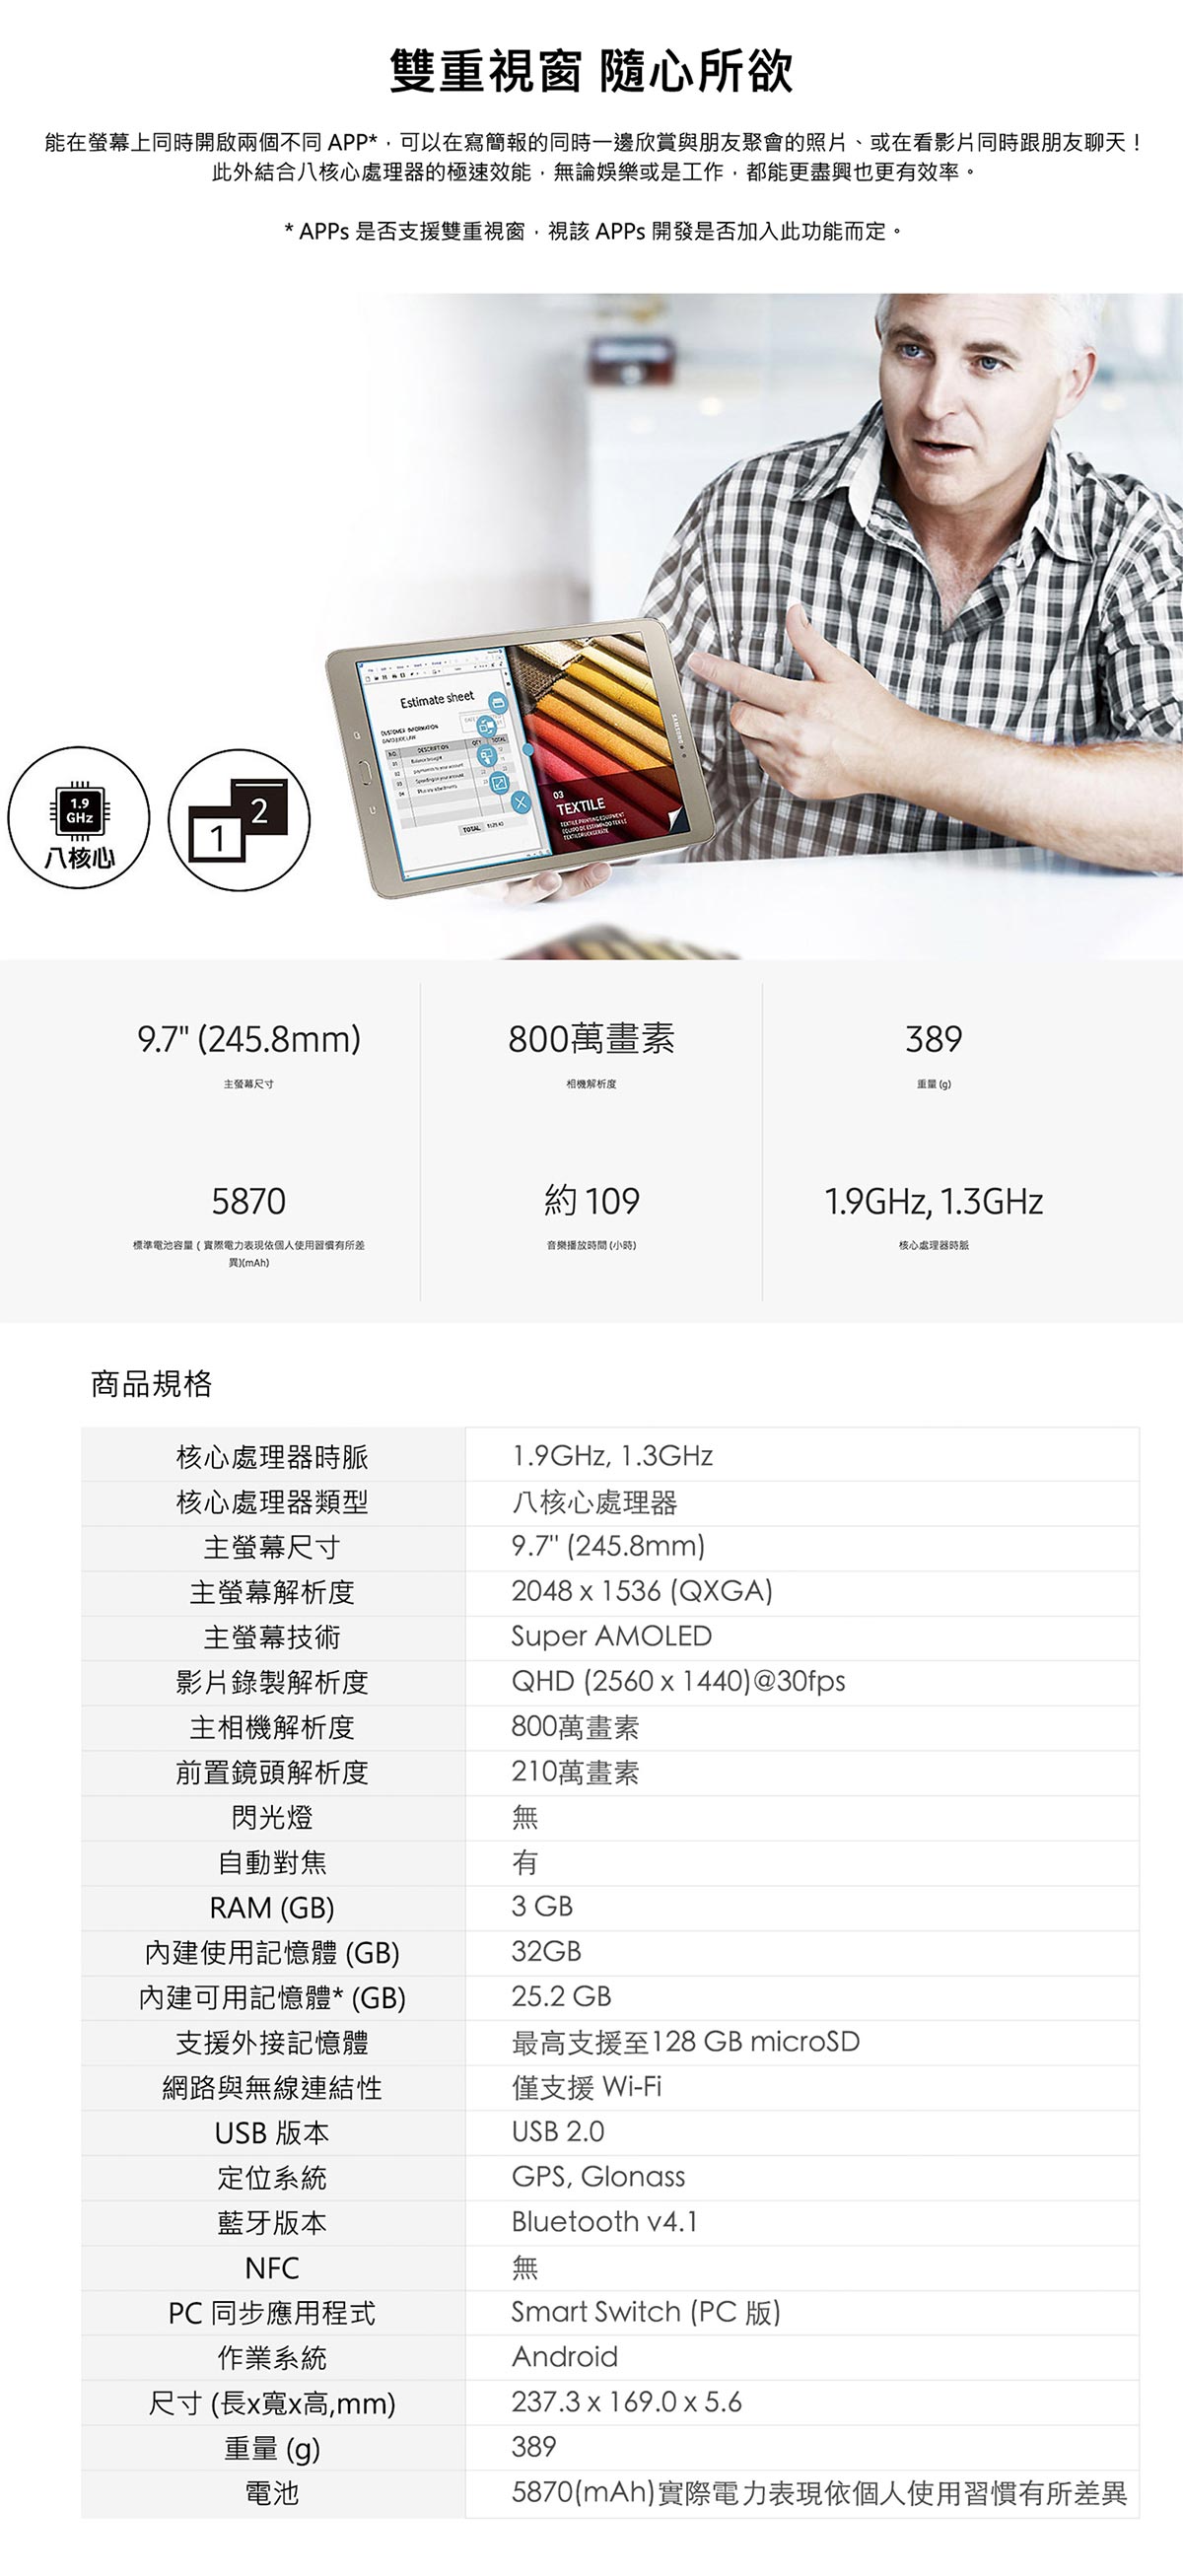 雙重視窗 隨心所欲
能在螢幕上同時開啟兩個不同 APP*，可以在寫簡報的同時一邊欣賞與朋友聚會的照片、或在看影片同時跟朋友聊天！
此外結合八核心處理器的極速效能，無論娛樂或是工作，都能更盡興也更有效率。
* APPs 是否支援雙重視窗，視該 APPs 開發是否加入此功能而定。
Estimate sheet
CUSTOMER INFORMATION
NO. DESCRIPTION QTY TOTAL
01
02
03
04
TOTAL
03
TEXTILE
TEXTILE PRINTING EQUIPMENT
EQUIPO DE ESTAMPADO TEXTIL
SAMSUNG
1.9
GHz
八核心
1
2
9.7" (245.8mm)
主螢幕尺寸
800萬畫素
相機解析度
389
重量 (g)
5870
標準電池容量 ( 實際電力表現依個人使用習慣有所差
異)(mAh)
約 109
音樂播放時間 (小時)
1.9GHz, 1.3GHz
核心處理器時脈
商品規格
核心處理器時脈 1.9GHz, 1.3GHz
核心處理器類型 八核心處理器
主螢幕尺寸 9.7" (245.8mm)
主螢幕解析度 2048 x 1536 (QXGA)
主螢幕技術 Super AMOLED
影片錄製解析度 QHD (2560 x 1440)@30fps
主相機解析度 800萬畫素
前置鏡頭解析度 210萬畫素
閃光燈 無
自動對焦 有
RAM (GB) 3 GB
內建使用記憶體 (GB) 32GB
內建可用記憶體* (GB) 25.2 GB
支援外接記憶體 最高支援至128 GB microSD
網路與無線連結性 僅支援 Wi-Fi
USB 版本 USB 2.0
定位系統 GPS, Glonass
藍牙版本 Bluetooth v4.1
NFC 無
PC 同步應用程式 Smart Switch (PC 版)
作業系統 Android
尺寸 (長x寬x高,mm) 237.3 x 169.0 x 5.6
重量 (g) 389
電池 5870(mAh)實際電力表現依個人使用習慣有所差異